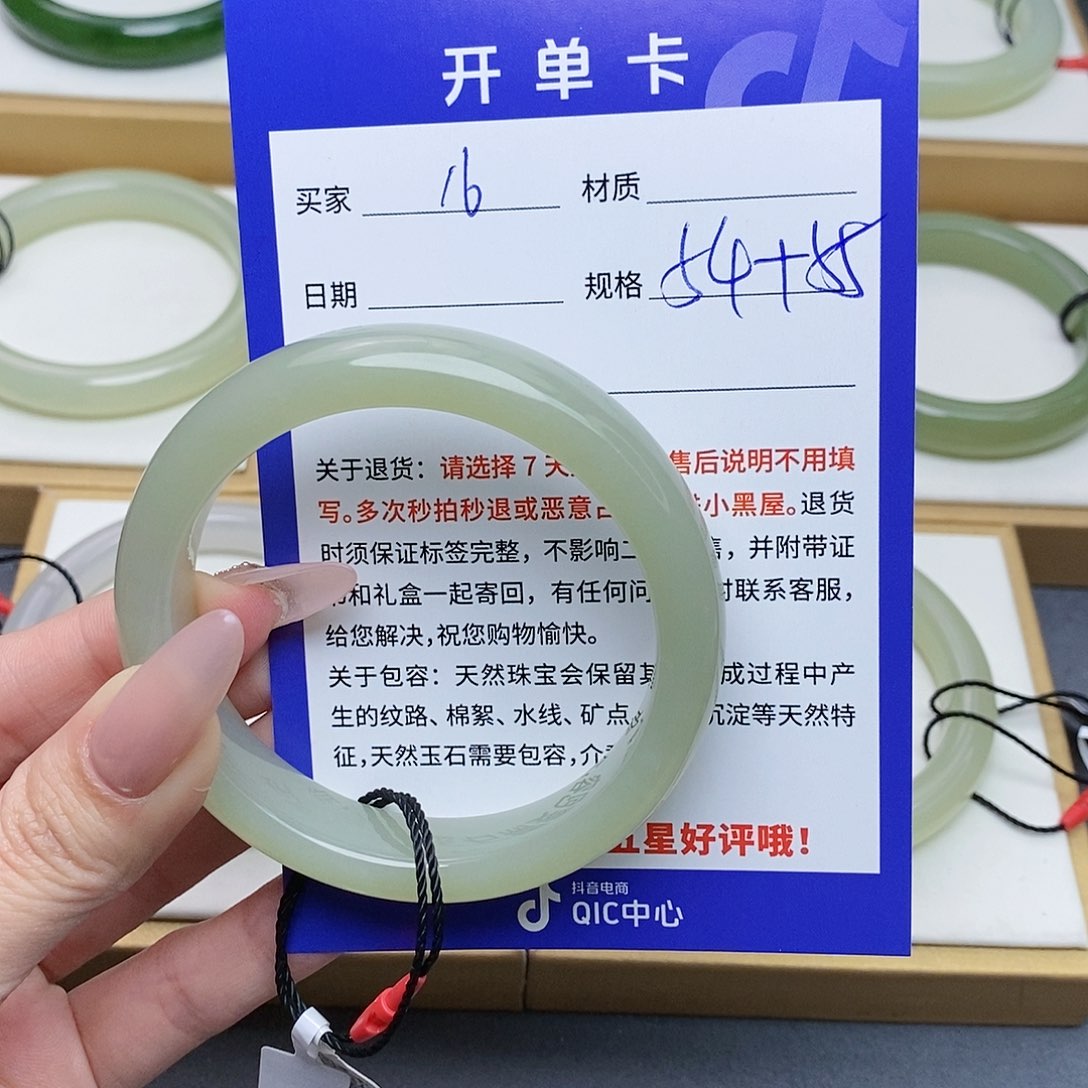 开单卡
买家 16 材质
日期 规格 54+55
关于退货：请选择7天 售后说明不用填
写。多次秒拍秒退或恶意 小黑屋。退货
时须保证标签完整，不影响二 ，并附带证
和礼盒一起寄回，有任何问 时联系客服，
给您解决，祝您购物愉快。
关于包容：天然珠宝会保留其 成过程中产
生的纹路、棉絮、水线、矿点 沉淀等天然特
征，天然玉石需要包容，介
五星好评哦！
抖音电商
QIC中心